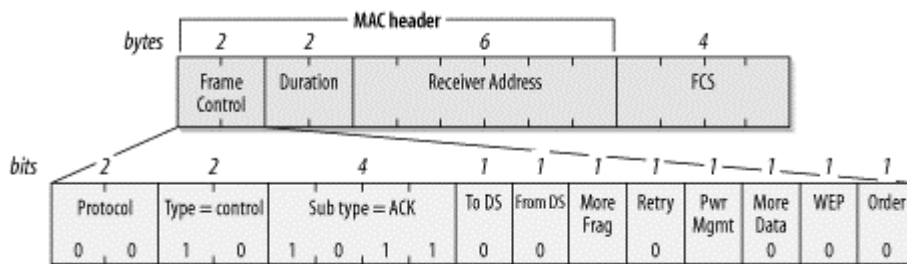 MAC header
bytes 2 2 6 4
Frame Control Duration Receiver Address FCS
bits 2 2 4 1 1 1 1 1 1 1 1
Protocol Type = control Sub type = ACK To DS From DS More Frag Retry Pwr Mgmt More Data WEP Order
0 0 1 0 1 0 1 1 0 0 0 0 0 0